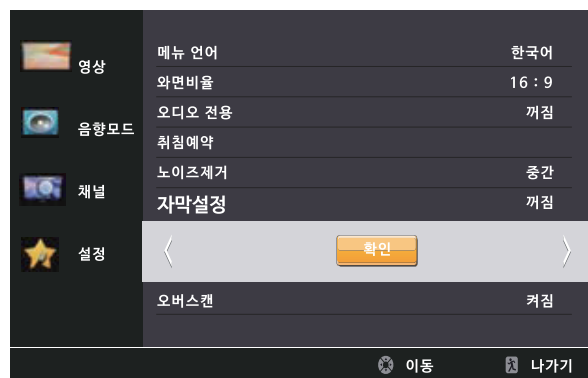 영상
음향모드
채널
설정
메뉴 언어 한국어
와면비율 16 : 9
오디오 전용 꺼짐
취침예약
노이즈제거 중간
자막설정 꺼짐
확인
오버스캔 켜짐
이동 나가기